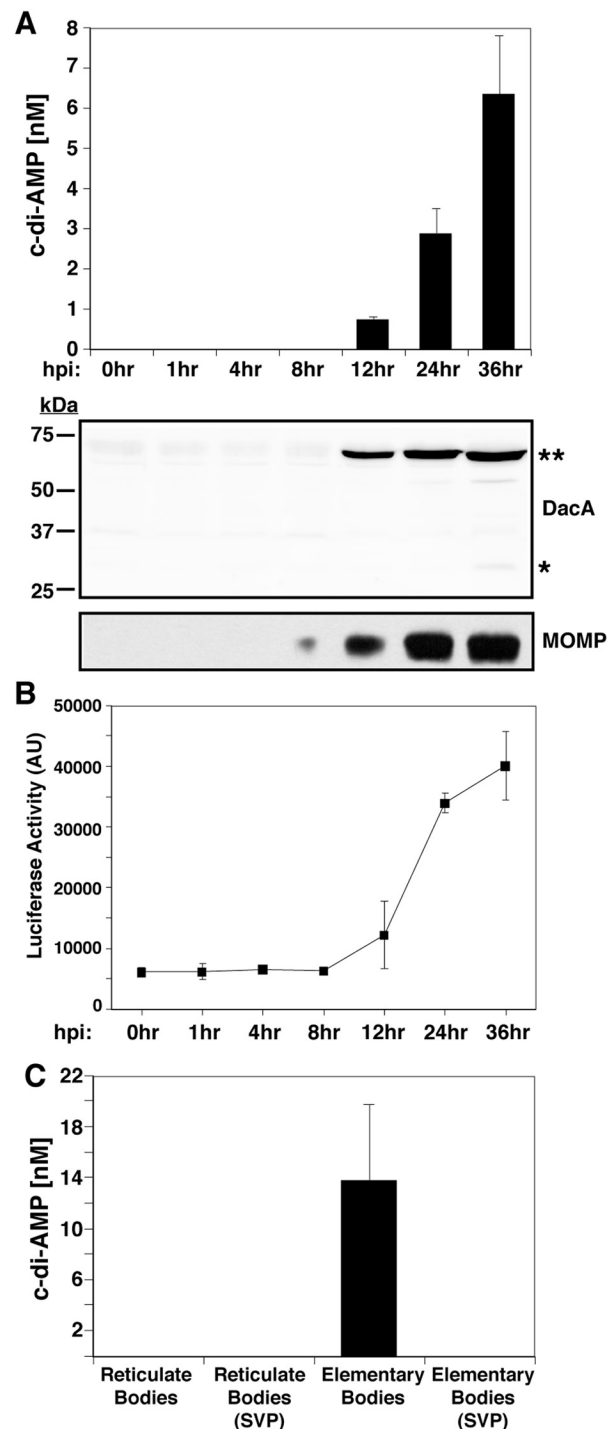 A
c-di-AMP [nM]
8
7
6
5
4
3
2
1
0
hpi: 0hr 1hr 4hr 8hr 12hr 24hr 36hr
kDa
75
50
37
25
**
DacA
*
MOMP
B
Luciferase Activity (AU)
50000
40000
30000
20000
10000
0
hpi: 0hr 1hr 4hr 8hr 12hr 24hr 36hr
C
c-di-AMP [nM]
22
18
14
10
6
2
Reticulate Bodies
Reticulate Bodies (SVP)
Elementary Bodies
Elementary Bodies (SVP)